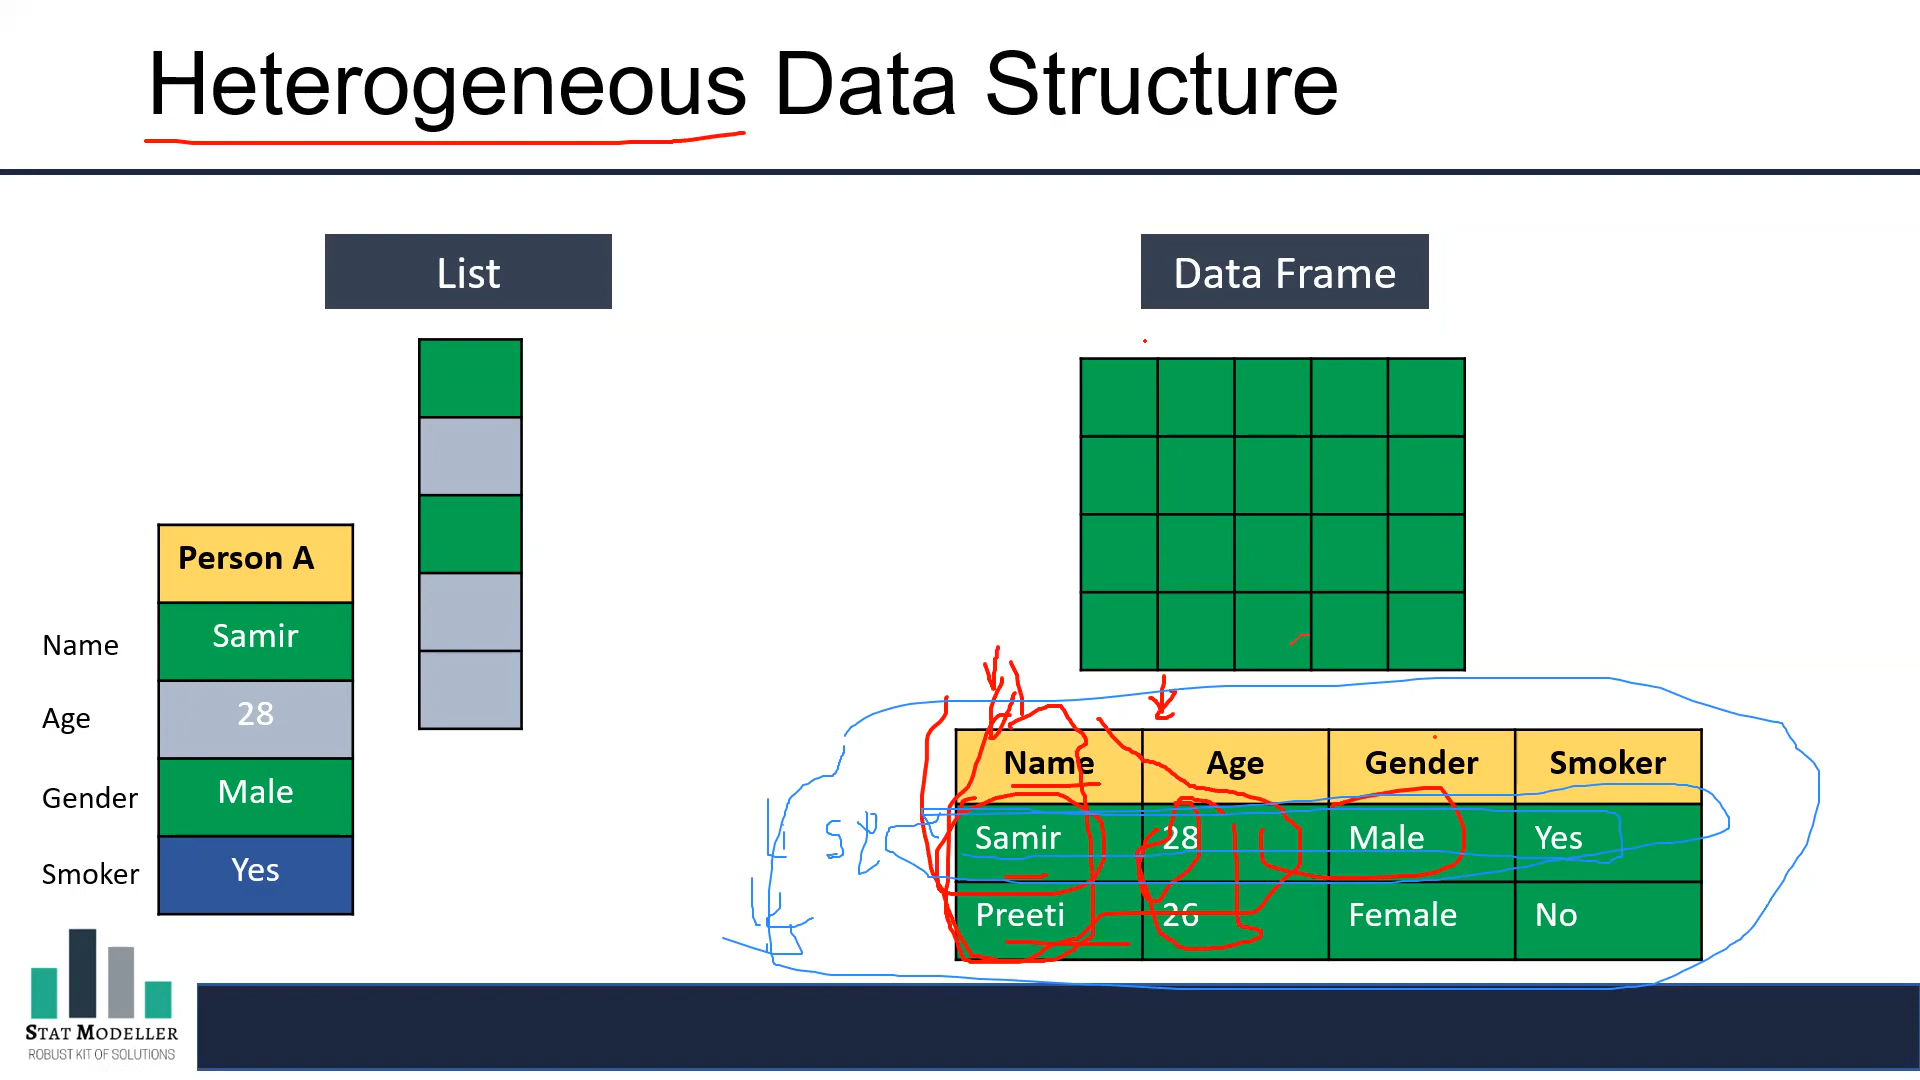 Heterogeneous Data Structure
List
Data Frame
Person A
Name Samir
Age 28
Gender Male
Smoker Yes
Name Age Gender Smoker
Samir 28 Male Yes
Preeti 26 Female No
STAT MODELLER
ROBUST KIT OF SOLUTIONS